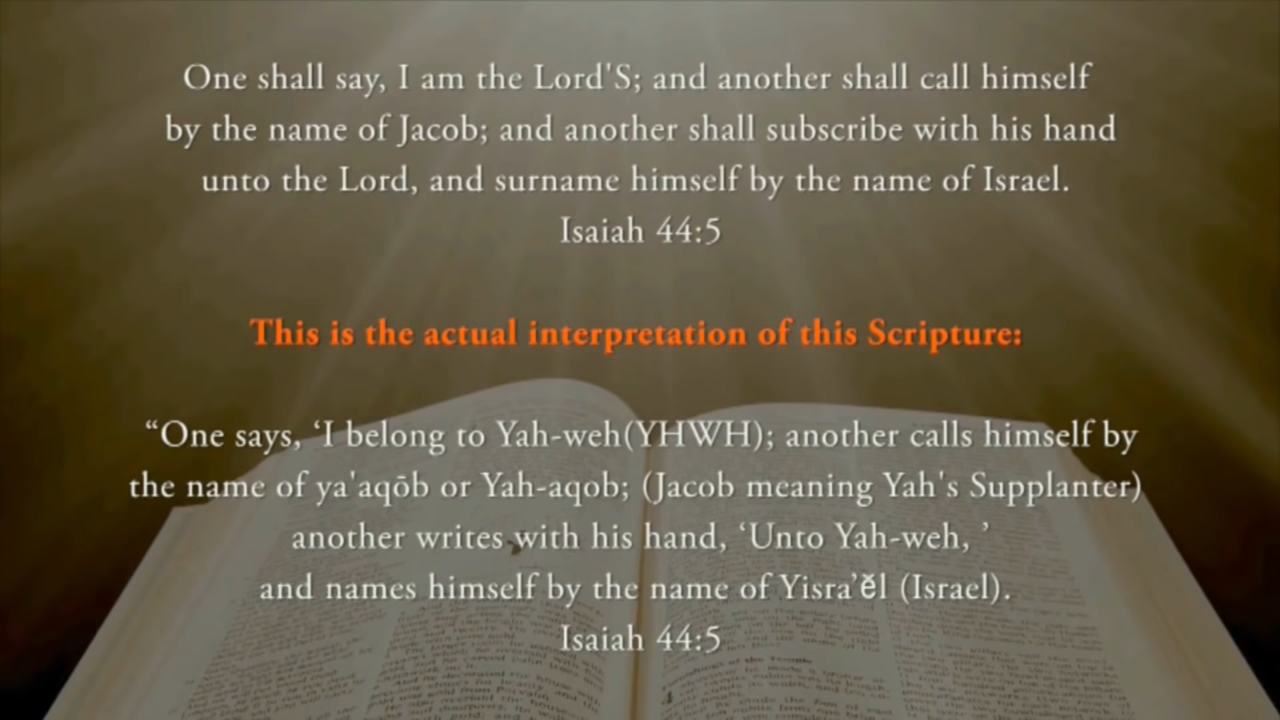 One shall say, I am the Lord'S; and another shall call himself
by the name of Jacob; and another shall subscribe with his hand
unto the Lord, and surname himself by the name of Israel.
Isaiah 44:5
This is the actual interpretation of this Scripture:
“One says, ‘I belong to Yah-weh(YHWH); another calls himself by
the name of ya'aqōb or Yah-aqob; (Jacob meaning Yah's Supplanter)
another writes with his hand, ‘Unto Yah-weh, ’
and names himself by the name of Yisra’ĕl (Israel).
Isaiah 44:5